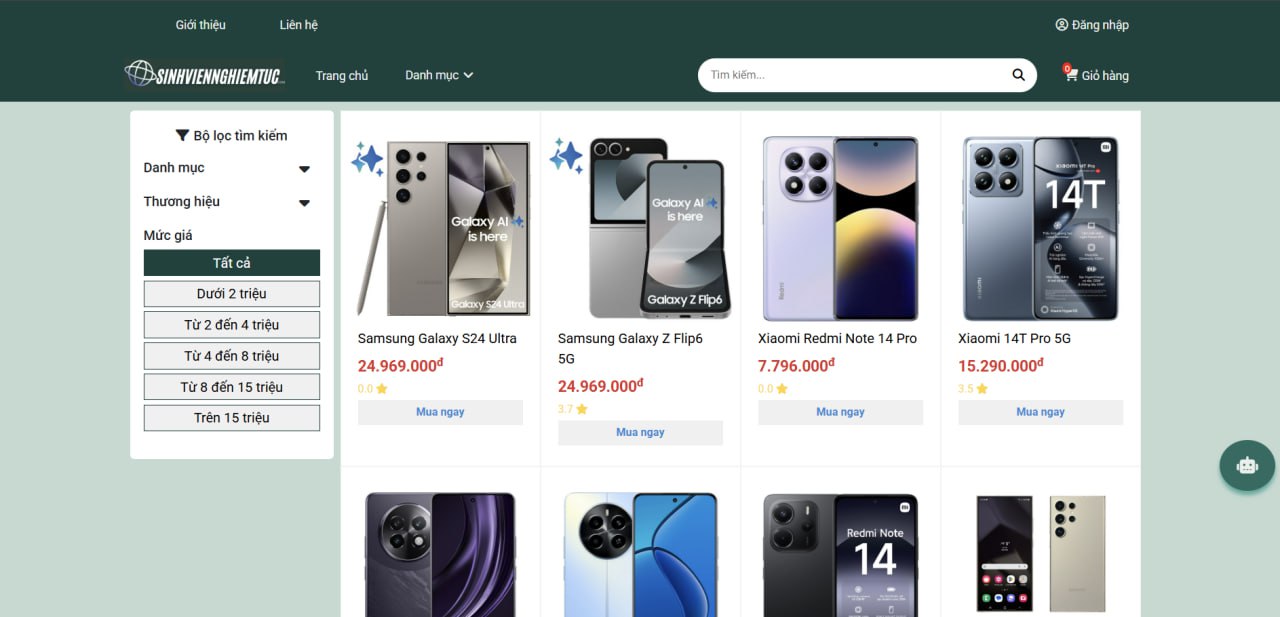 Giới thiệu
Liên hệ
Đăng nhập
SINHVIENNGHIEMTUC
Trang chủ
Danh mục
Tìm kiếm...
0
Giỏ hàng
Bộ lọc tìm kiếm
Danh mục
Thương hiệu
Mức giá
Tất cả
Dưới 2 triệu
Từ 2 đến 4 triệu
Từ 4 đến 8 triệu
Từ 8 đến 15 triệu
Trên 15 triệu
Galaxy AI
is here
Galaxy S24 Ultra
Samsung Galaxy S24 Ultra
24.969.000đ
0.0
Mua ngay
Galaxy AI
is here
Galaxy Z Flip6
Samsung Galaxy Z Flip6
5G
24.969.000đ
3.7
Mua ngay
Redmi
Xiaomi Redmi Note 14 Pro
7.796.000đ
0.0
Mua ngay
XIAOMI 14T Pro
14T
Xiaomi 14T Pro 5G
15.290.000đ
3.5
Mua ngay
Redmi Note
14